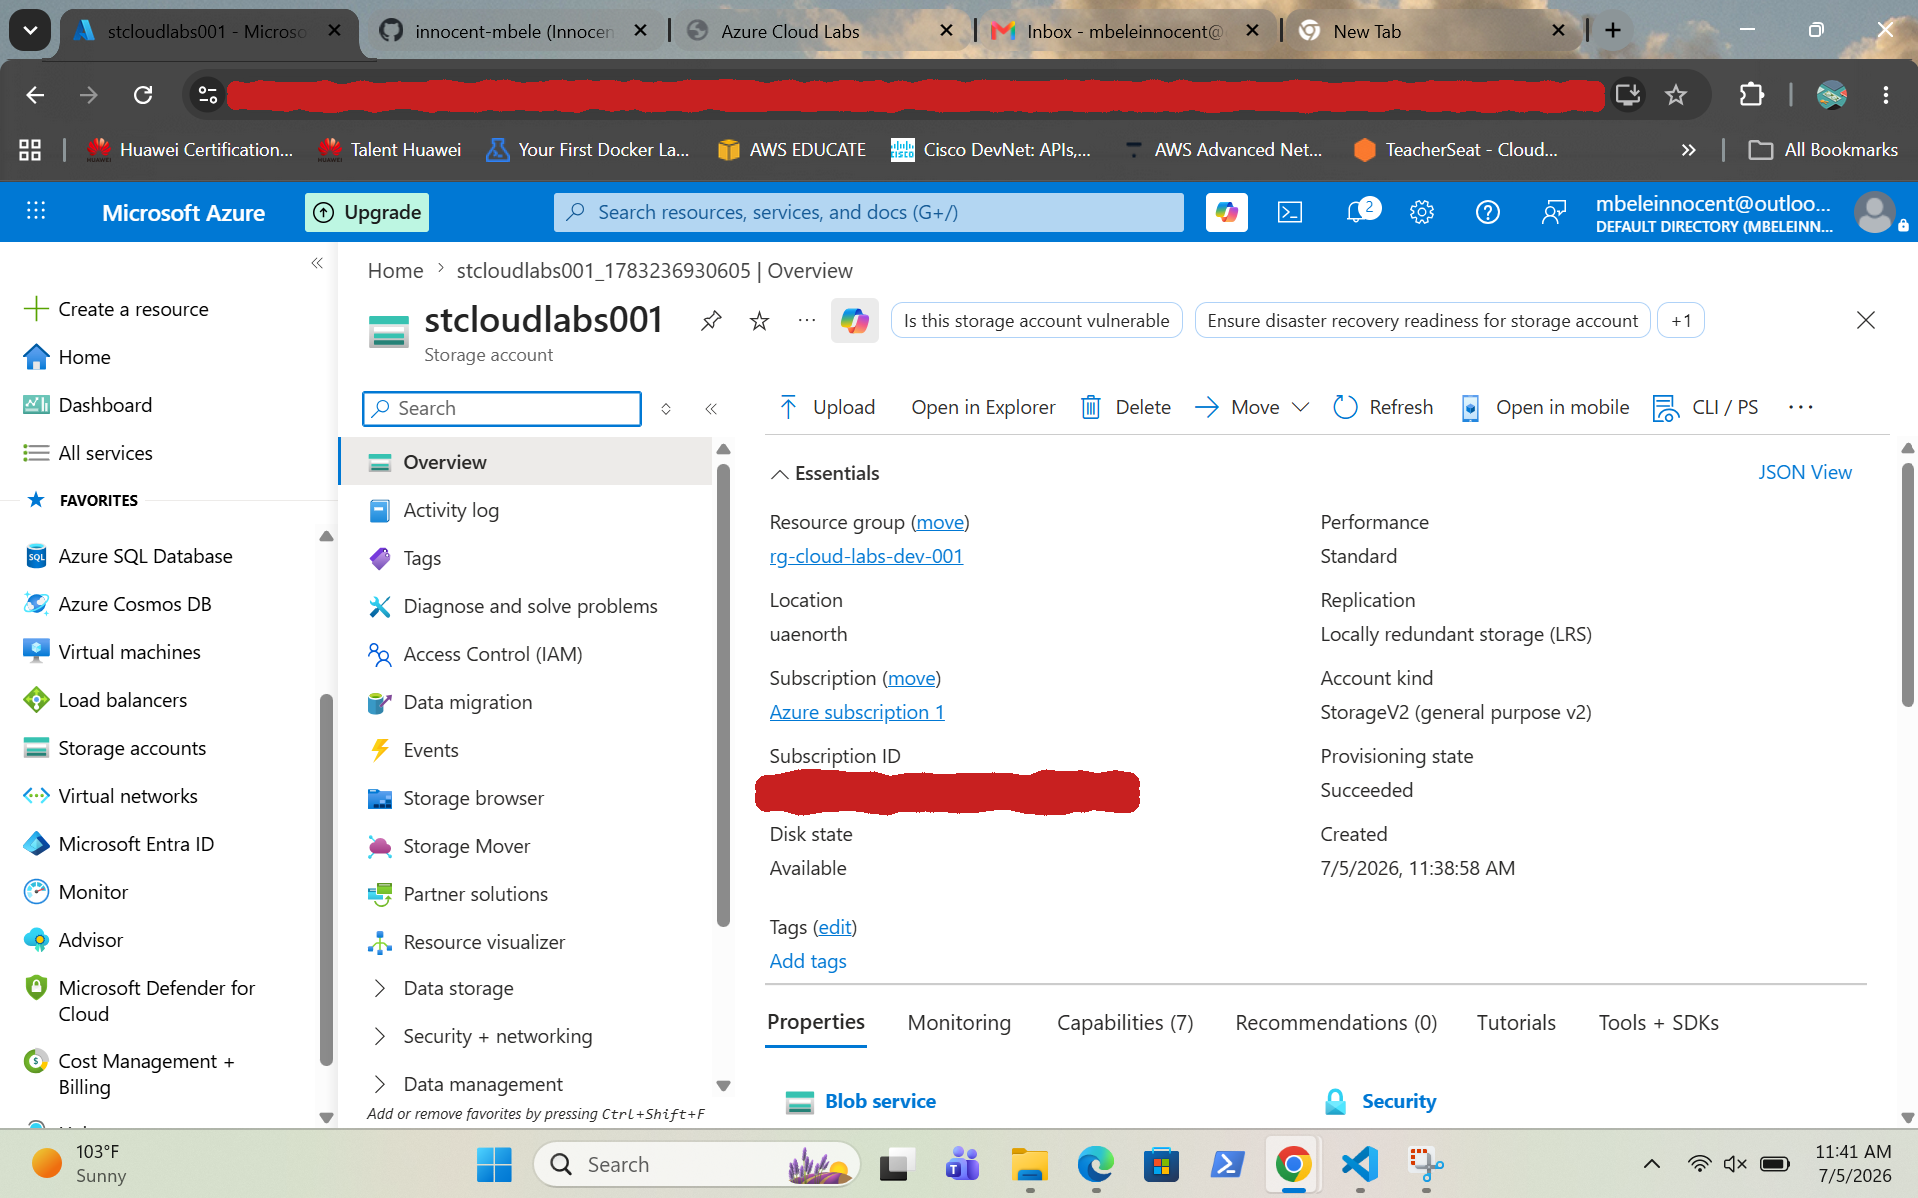 stcloudlabs001 - Microso
innocent-mbele (Innocen
Azure Cloud Labs
Inbox - mbeleinnocent@
New Tab
Huawei Certification...
Talent Huawei
Your First Docker La...
AWS EDUCATE
Cisco DevNet: APIs,...
AWS Advanced Net...
TeacherSeat - Cloud...
All Bookmarks
Microsoft Azure
Upgrade
Search resources, services, and docs (G+/)
2
mbeleinnocent@outloo...
DEFAULT DIRECTORY (MBELEINN...
Create a resource
Home
Dashboard
All services
FAVORITES
Azure SQL Database
Azure Cosmos DB
Virtual machines
Load balancers
Storage accounts
Virtual networks
Microsoft Entra ID
Monitor
Advisor
Microsoft Defender for
Cloud
Cost Management +
Billing
Home > stcloudlabs001_1783236930605 | Overview
stcloudlabs001
Storage account
Is this storage account vulnerable
Ensure disaster recovery readiness for storage account
+1
Search
Overview
Activity log
Tags
Diagnose and solve problems
Access Control (IAM)
Data migration
Events
Storage browser
Storage Mover
Partner solutions
Resource visualizer
Data storage
Security + networking
Data management
Add or remove favorites by pressing Ctrl+Shift+F
Upload
Open in Explorer
Delete
Move
Refresh
Open in mobile
CLI / PS
Essentials
JSON View
Resource group (move)
rg-cloud-labs-dev-001
Location
uaenorth
Subscription (move)
Azure subscription 1
Subscription ID
Disk state
Available
Tags (edit)
Add tags
Performance
Standard
Replication
Locally redundant storage (LRS)
Account kind
StorageV2 (general purpose v2)
Provisioning state
Succeeded
Created
7/5/2026, 11:38:58 AM
Properties
Monitoring
Capabilities (7)
Recommendations (0)
Tutorials
Tools + SDKs
Blob service
Security
103°F
Sunny
Search
11:41 AM
7/5/2026